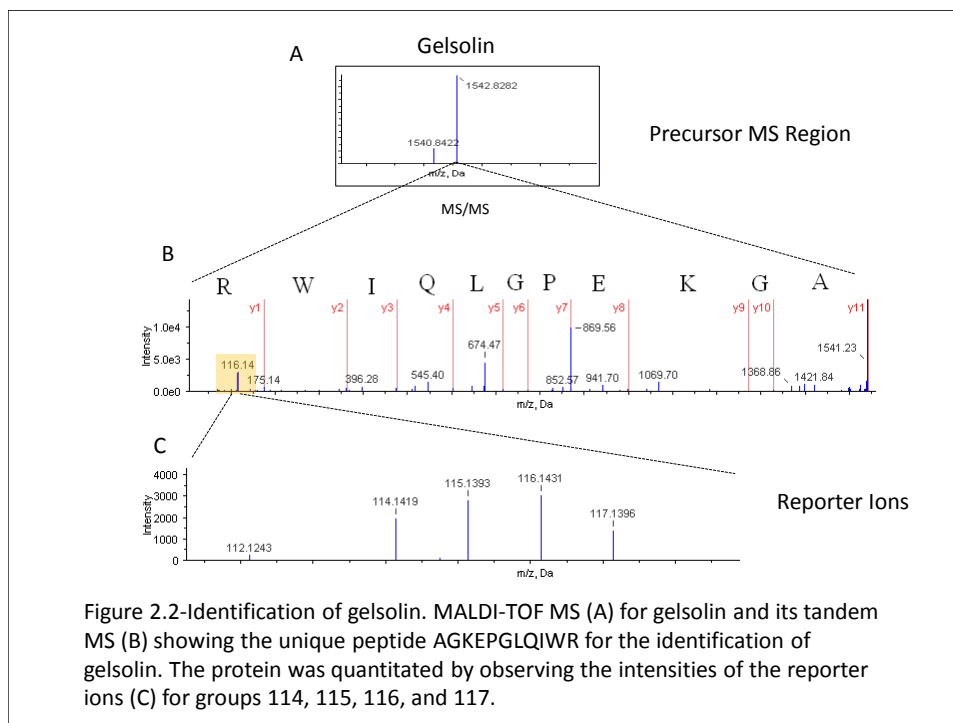 A
Gelsolin
1542.8282
1540.8422
m/z, Da
Precursor MS Region
MS/MS
B
R W I Q L G P E K G A
y1 y2 y3 y4 y5 y6 y7 y8 y9 y10 y11
Intensity
1.0e4
5.0e3
0.0e0
116.14
175.14
396.28
545.40
674.47
852.57
869.56
941.70
1069.70
1368.86
1421.84
1541.23
m/z, Da
C
Intensity
4000
3000
2000
1000
0
112.1243
114.1419
115.1393
116.1431
117.1396
m/z, Da
Reporter Ions
Figure 2.2-Identification of gelsolin. MALDI-TOF MS (A) for gelsolin and its tandem
MS (B) showing the unique peptide AGKEPGLQIWR for the identification of
gelsolin. The protein was quantitated by observing the intensities of the reporter
ions (C) for groups 114, 115, 116, and 117.